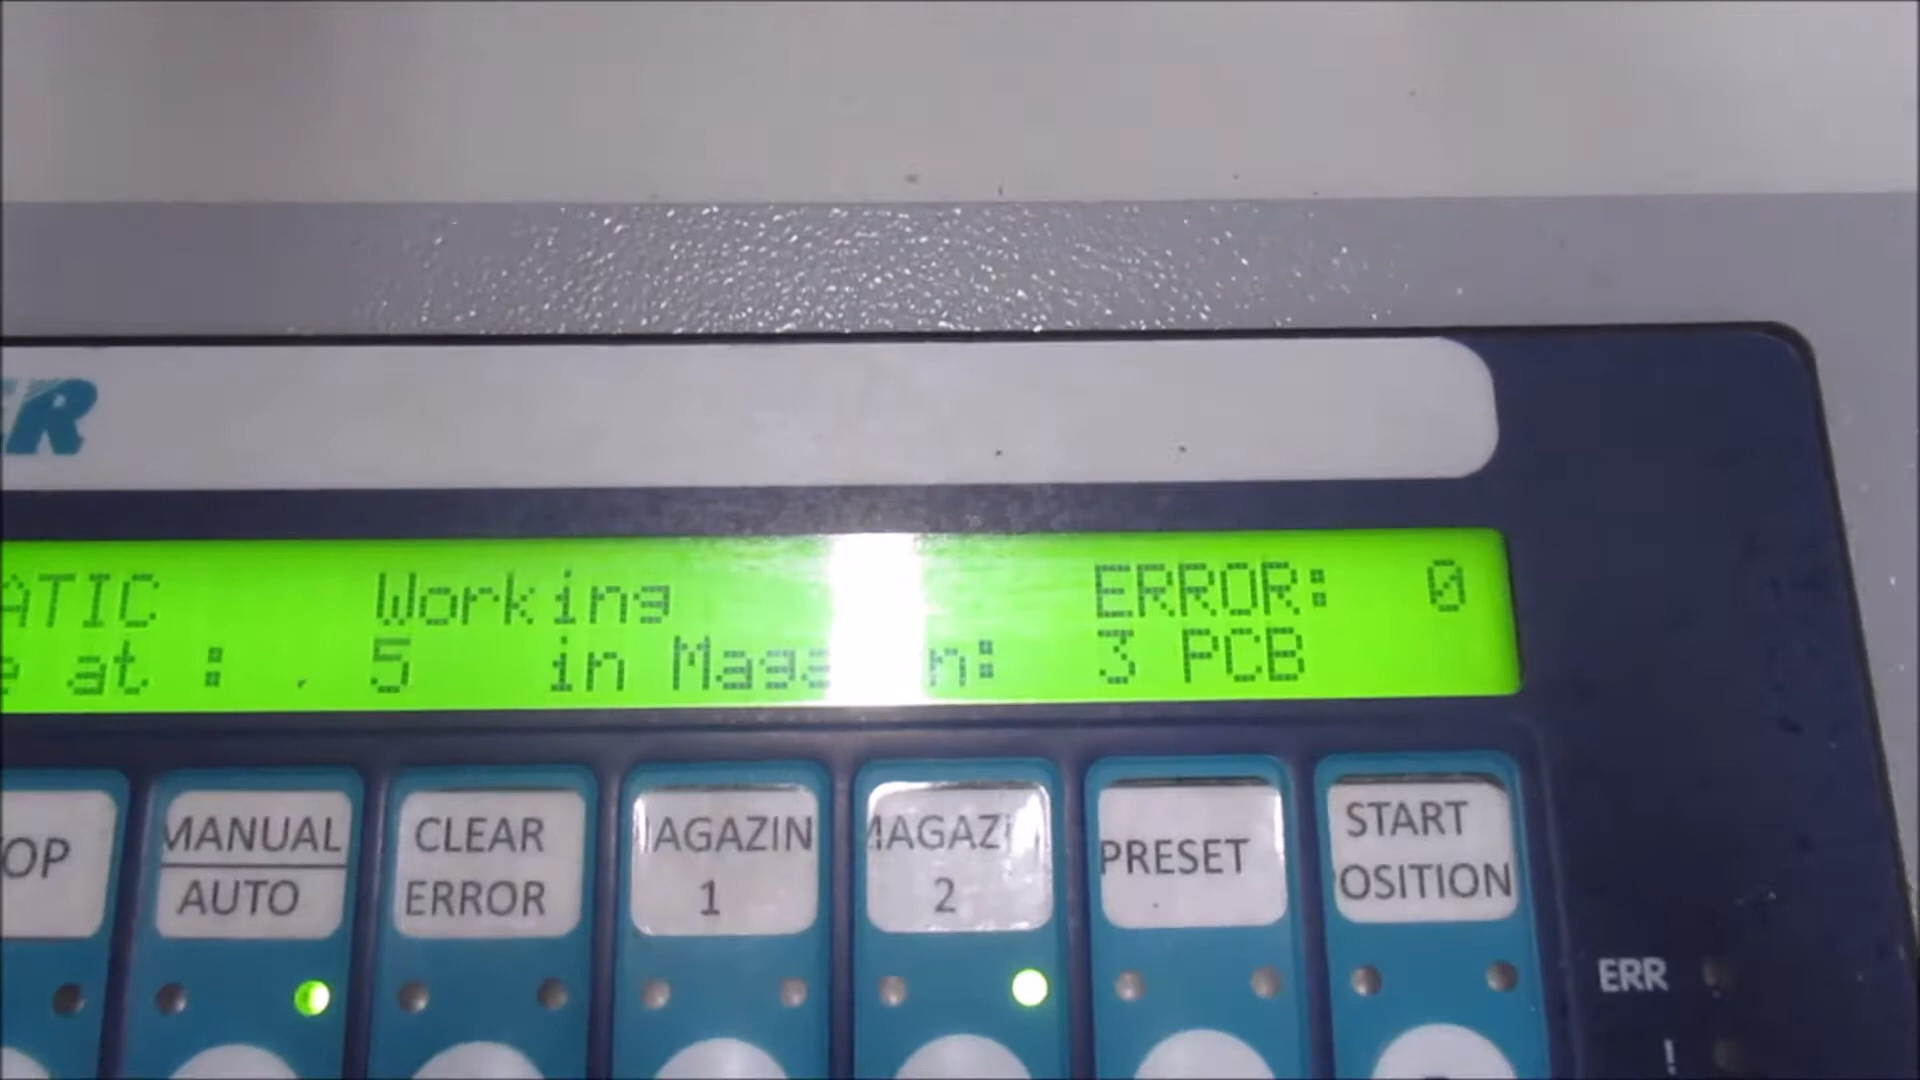 ER
ATIC Working ERROR: 0
e at : 5 in Maga n: 3 PCB
OP
MANUAL
AUTO
CLEAR
ERROR
AGAZIN
1
MAGAZI
2
PRESET
START
OSITION
ERR
!